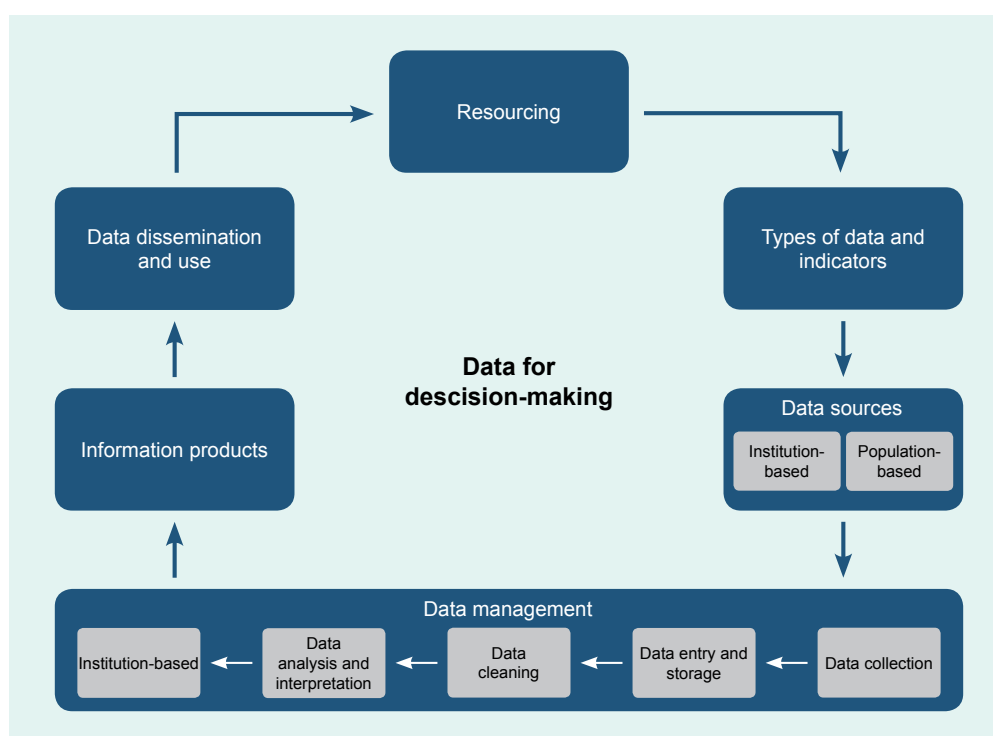 Resourcing
Data dissemination
and use
Types of data and
indicators
Data for
descision-making
Information products
Data sources
Institution-
based
Population-
based
Data management
Institution-based
Data
analysis and
interpretation
Data
cleaning
Data entry and
storage
Data collection